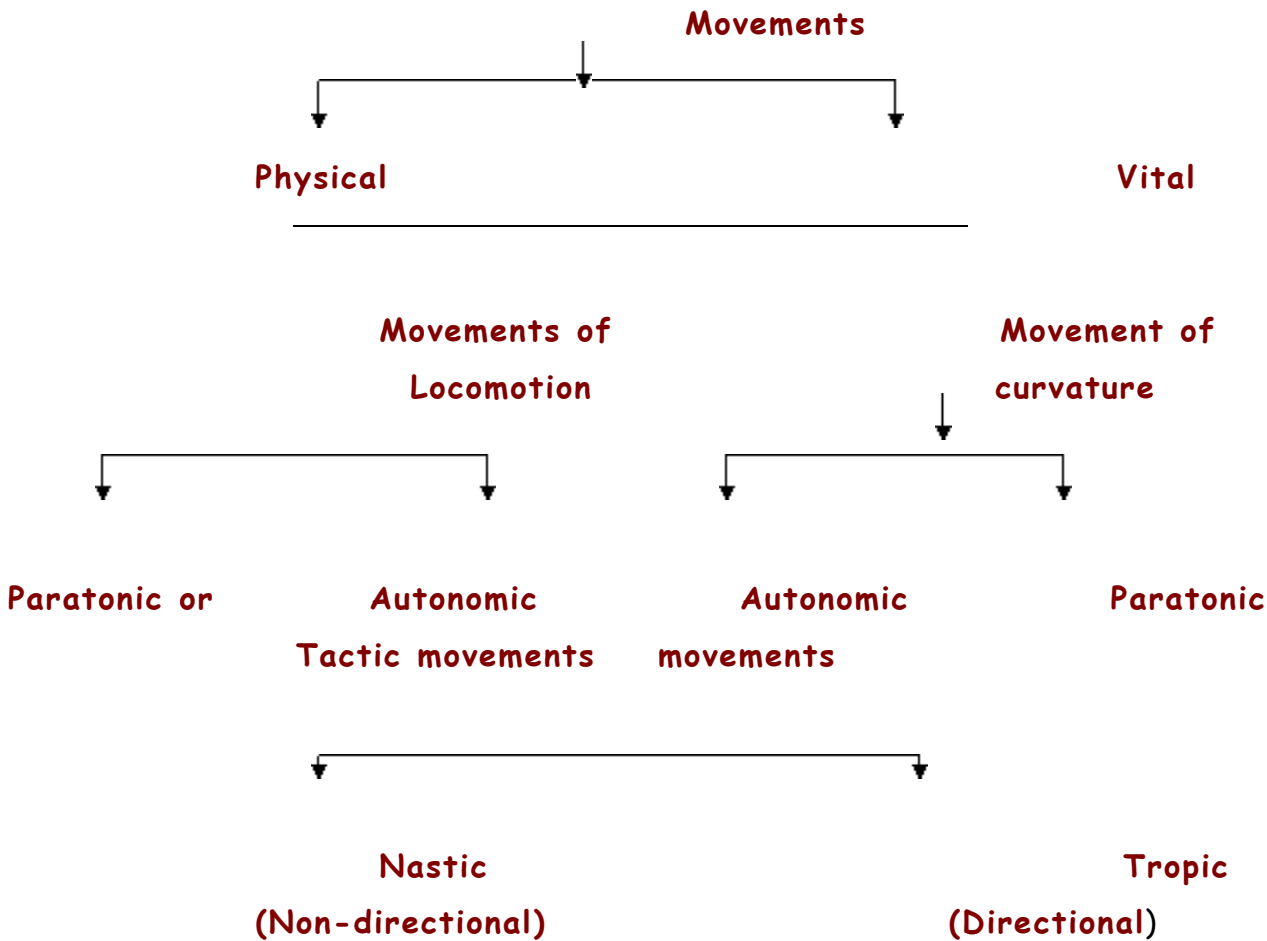 Movements
Physical Vital
Movements of Movement of
Locomotion curvature
Paratonic or Autonomic Autonomic Paratonic
Tactic movements movements
Nastic Tropic
(Non-directional) (Directional)